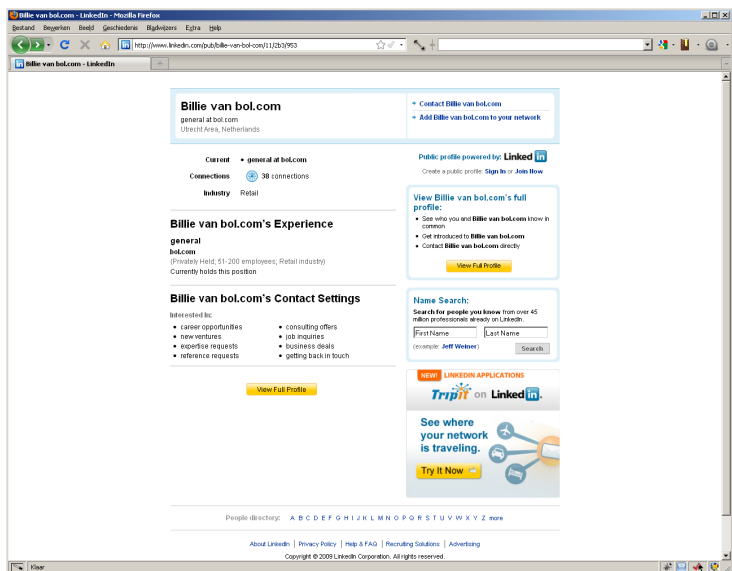 Billie van bol.com - LinkedIn - Mozilla Firefox
Bestand Bewerken Beeld Geschiedenis Bladwijzers Extra Help
http://www.linkedin.com/pub/billie-van-bol-com/11/2b3/953
Billie van bol.com - LinkedIn
Billie van bol.com
general at bol.com
Utrecht Area, Netherlands
Contact Billie van bol.com
Add Billie van bol.com to your network
Current • general at bol.com
Connections 38 connections
Industry Retail
Public profile powered by: Linked in
Create a public profile: Sign In or Join Now
View Billie van bol.com's full
profile:
• See who you and Billie van bol.com know in
common
• Get introduced to Billie van bol.com
• Contact Billie van bol.com directly
View Full Profile
Billie van bol.com's Experience
general
bol.com
(Privately Held; 51-200 employees; Retail industry)
Currently holds this position
Billie van bol.com's Contact Settings
Interested In:
• career opportunities
• new ventures
• expertise requests
• reference requests
• consulting offers
• job inquiries
• business deals
• getting back in touch
View Full Profile
Name Search:
Search for people you know from over 45
million professionals already on LinkedIn.
First Name Last Name
(example: Jeff Weiner) Search
NEW! LINKEDIN APPLICATIONS
TripIt on Linked in.
See where
your network
is traveling.
Try It Now
People directory: A B C D E F G H I J K L M N O P Q R S T U V W X Y Z more
About LinkedIn | Privacy Policy | Help & FAQ | Recruiting Solutions | Advertising
Copyright © 2009 LinkedIn Corporation. All rights reserved.
Klaar